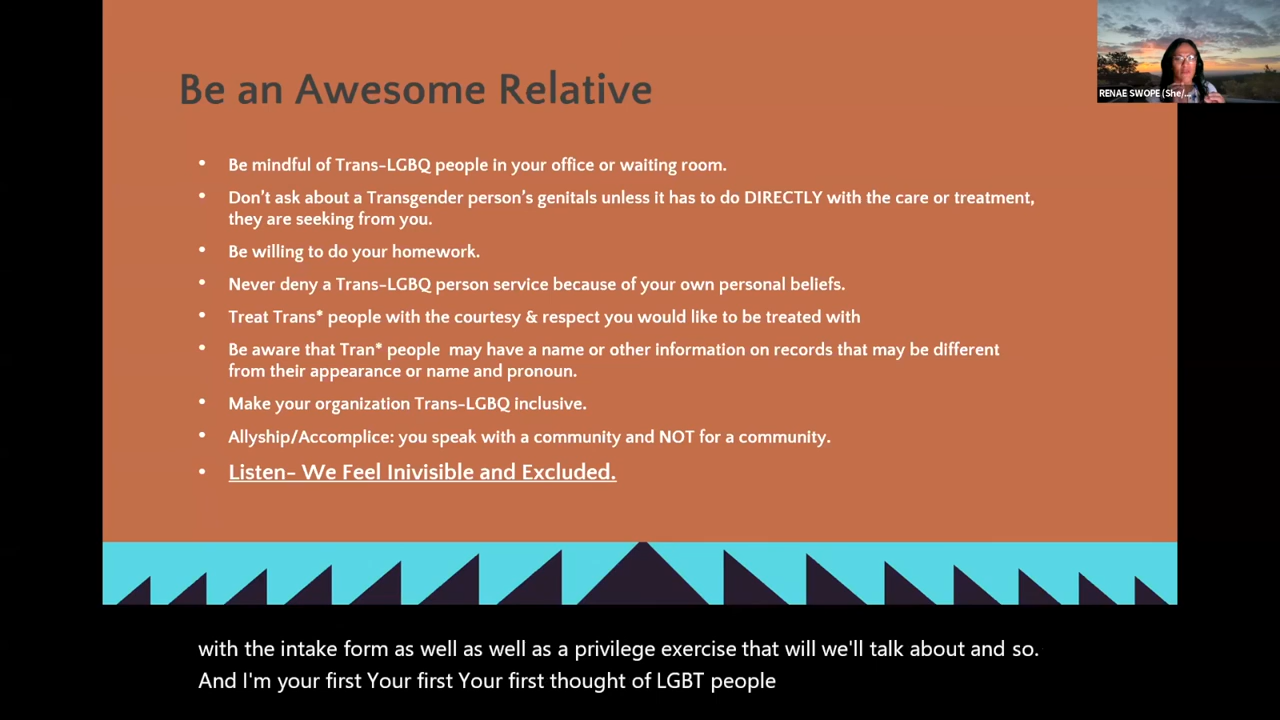 RENAE SWOPE (She/...
Be an Awesome Relative
• Be mindful of Trans-LGBQ people in your office or waiting room.
• Don't ask about a Transgender person's genitals unless it has to do DIRECTLY with the care or treatment,
they are seeking from you.
• Be willing to do your homework.
• Never deny a Trans-LGBQ person service because of your own personal beliefs.
• Treat Trans* people with the courtesy & respect you would like to be treated with
• Be aware that Tran* people may have a name or other information on records that may be different
from their appearance or name and pronoun.
• Make your organization Trans-LGBQ inclusive.
• Allyship/Accomplice: you speak with a community and NOT for a community.
• Listen- We Feel Inivisible and Excluded.
with the intake form as well as well as a privilege exercise that will we'll talk about and so.
And I'm your first Your first Your first thought of LGBT people